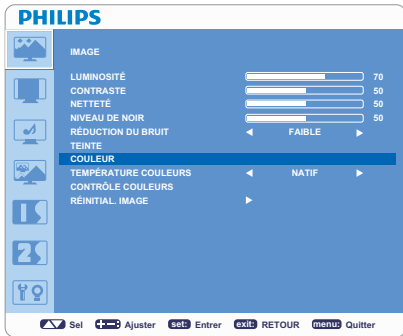 PHILIPS
IMAGE
LUMINOSITÉ 70
CONTRASTE 50
NETTETÉ 50
NIVEAU DE NOIR 50
RÉDUCTION DU BRUIT FAIBLE
TEINTE
COULEUR
TEMPÉRATURE COULEURS NATIF
CONTRÔLE COULEURS
RÉINITIAL. IMAGE
Sel Ajuster set: Entrer exit: RETOUR menu: Quitter